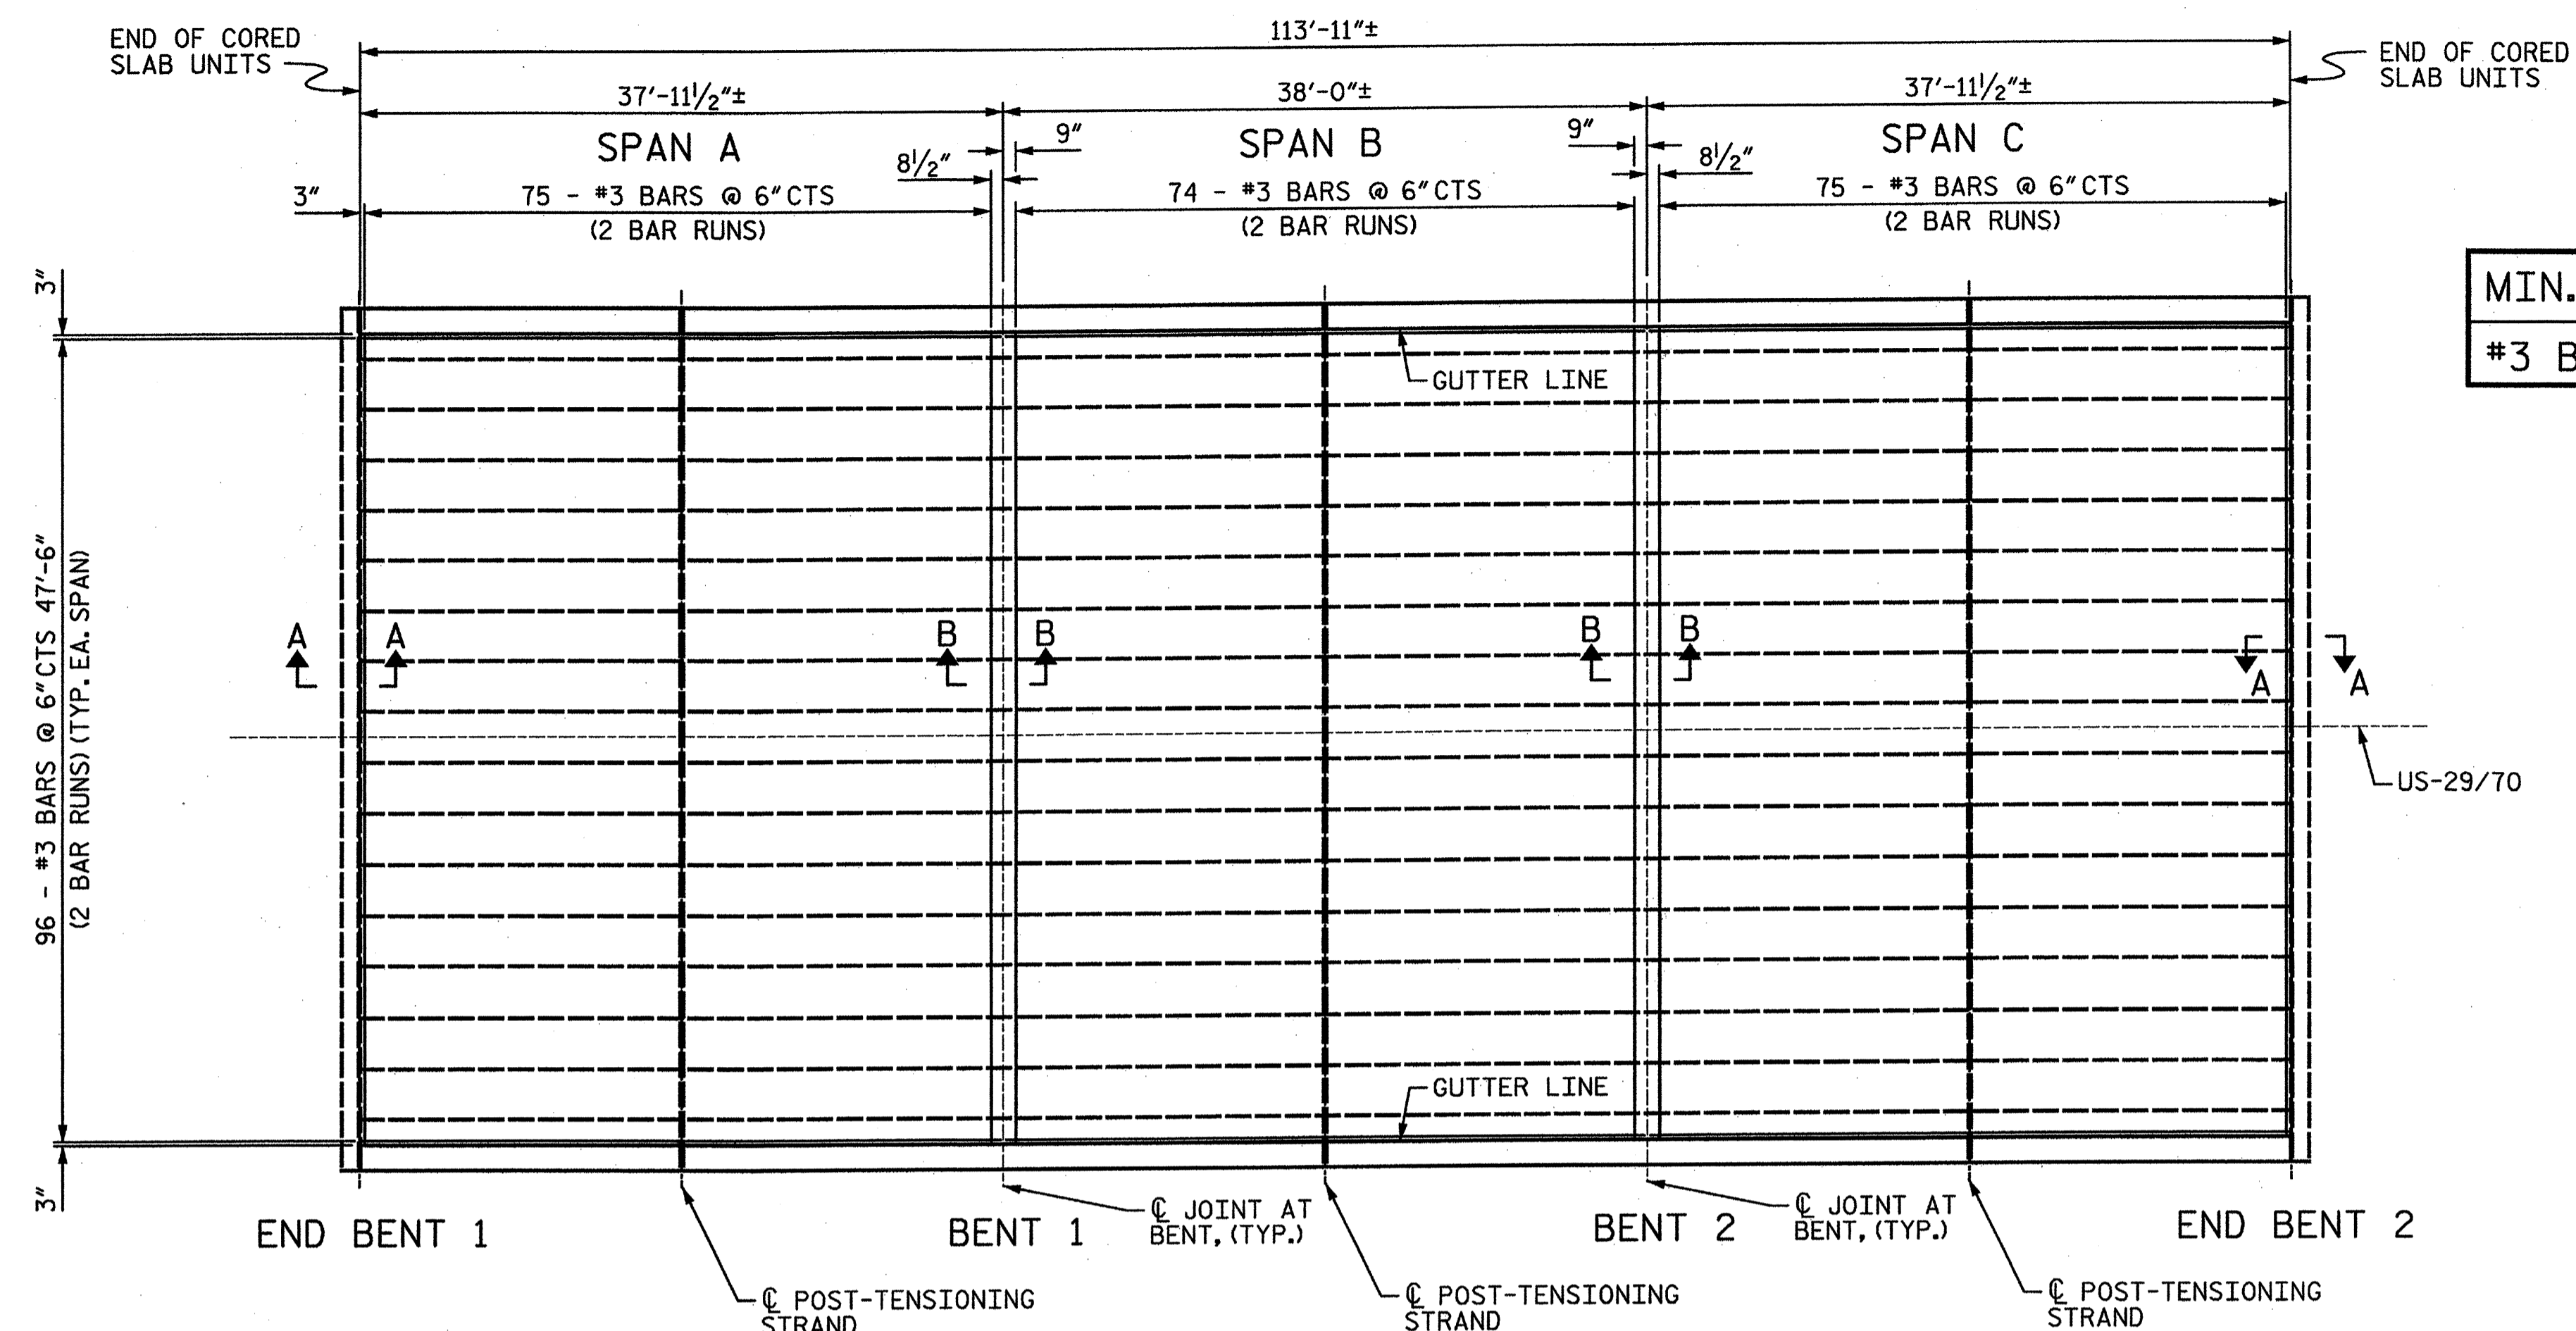 113′-11″±
END OF CORED
SLAB UNITS
END OF CORED
SLAB UNITS
37′-11½″±
38′-0″±
37′-11½″±
SPAN A
9″
SPAN B
9″
SPAN C
8½″
8½″
3″
75 - #3 BARS @ 6″CTS
(2 BAR RUNS)
74 - #3 BARS @ 6″CTS
(2 BAR RUNS)
75 - #3 BARS @ 6″CTS
(2 BAR RUNS)
3″
MIN.
#3 B
GUTTER LINE
96 - #3 BARS @ 6″CTS 47′-6″
(2 BAR RUNS) (TYP. EA. SPAN)
A
A
B
B
B
B
A
A
US-29/70
GUTTER LINE
3″
END BENT 1
BENT 1
℄ JOINT AT
BENT, (TYP.)
BENT 2
℄ JOINT AT
BENT, (TYP.)
END BENT 2
℄ POST-TENSIONING
STRAND
℄ POST-TENSIONING
STRAND
℄ POST-TENSIONING
STRAND